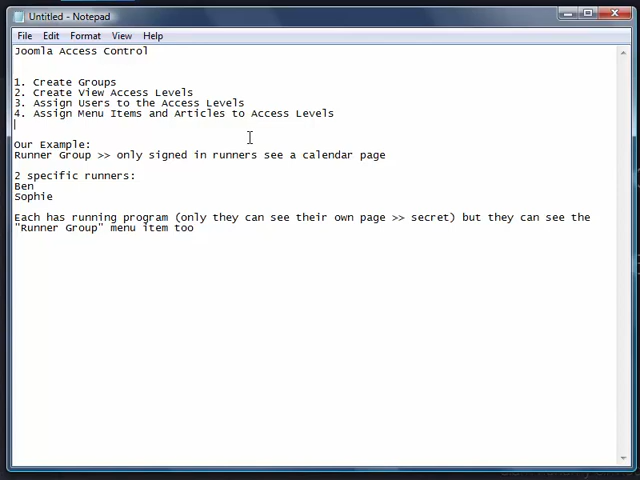 Untitled - Notepad
File Edit Format View Help
Joomla Access Control
1. Create Groups
2. Create View Access Levels
3. Assign Users to the Access Levels
4. Assign Menu Items and Articles to Access Levels
Our Example:
Runner Group >> only signed in runners see a calendar page
2 specific runners:
Ben
Sophie
Each has running program (only they can see their own page >> secret) but they can see the
"Runner Group" menu item too